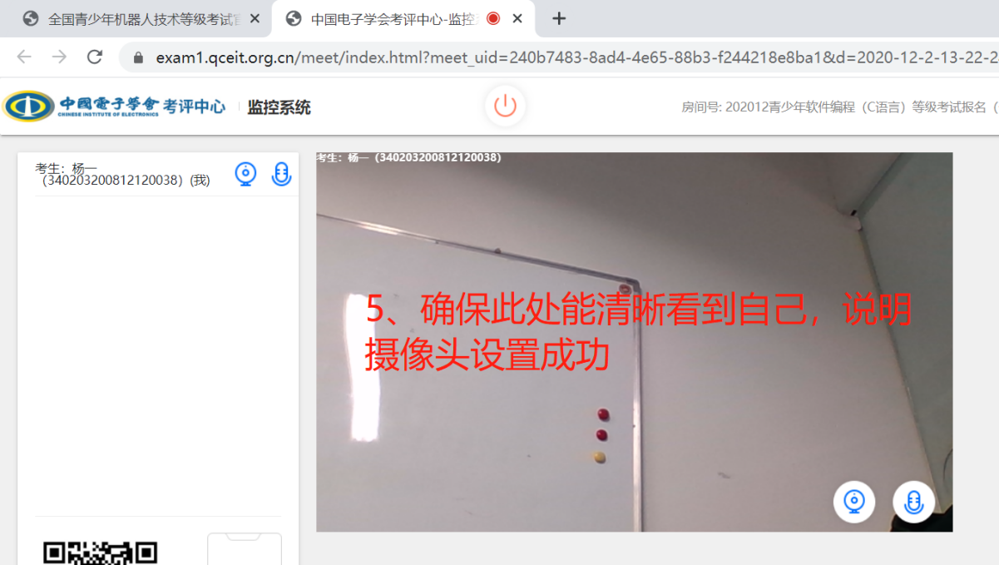 全国青少年机器人技术等级考试官
中国电子学会考评中心-监控
exam1.qceit.org.cn/meet/index.html?meet_uid=240b7483-8ad4-4e65-88b3-f244218e8ba1&d=2020-12-2-13-22-2
中國電子學會 考评中心
CHINESE INSTITUTE OF ELECTRONICS
监控系统
房间号: 202012青少年软件编程（C语言）等级考试报名（
考生：杨一
（340203200812120038）(我)
考生：杨一（340203200812120038）
5、确保此处能清晰看到自己，说明
摄像头设置成功